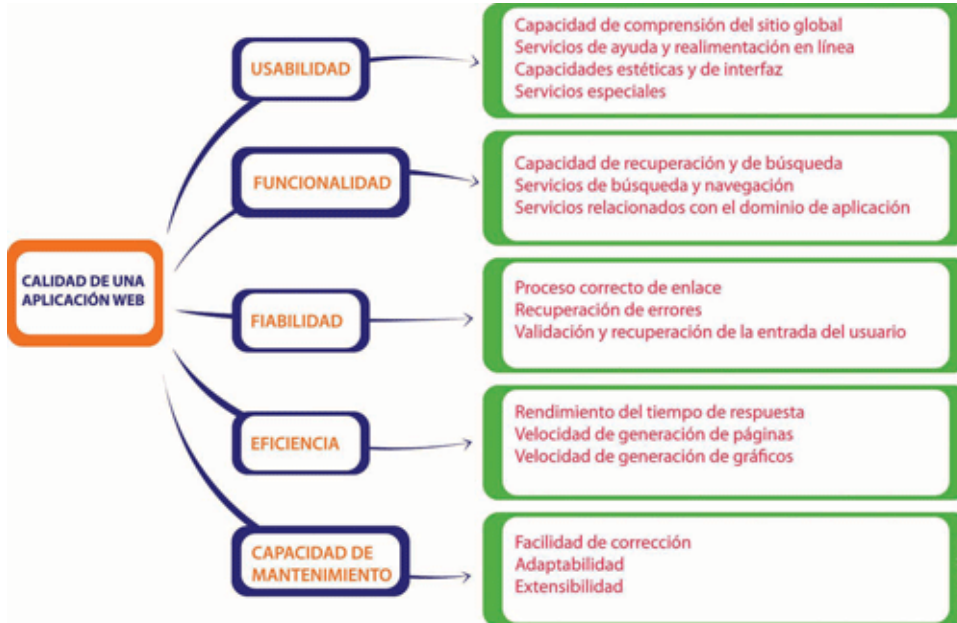 USABILIDAD
Capacidad de comprensión del sitio global
Servicios de ayuda y realimentación en línea
Capacidades estéticas y de interfaz
Servicios especiales
FUNCIONALIDAD
Capacidad de recuperación y de búsqueda
Servicios de búsqueda y navegación
Servicios relacionados con el dominio de aplicación
CALIDAD DE UNA
APLICACIÓN WEB
FIABILIDAD
Proceso correcto de enlace
Recuperación de errores
Validación y recuperación de la entrada del usuario
EFICIENCIA
Rendimiento del tiempo de respuesta
Velocidad de generación de páginas
Velocidad de generación de gráficos
CAPACIDAD DE
MANTENIMIENTO
Facilidad de corrección
Adaptabilidad
Extensibilidad